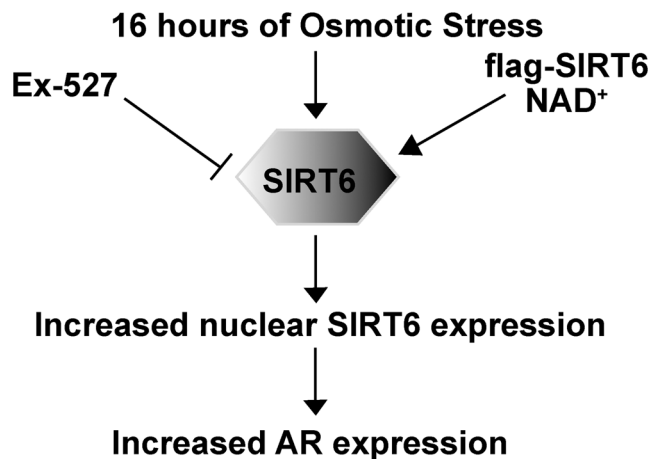 16 hours of Osmotic Stress
Ex-527
flag-SIRT6
NAD⁺
SIRT6
Increased nuclear SIRT6 expression
Increased AR expression